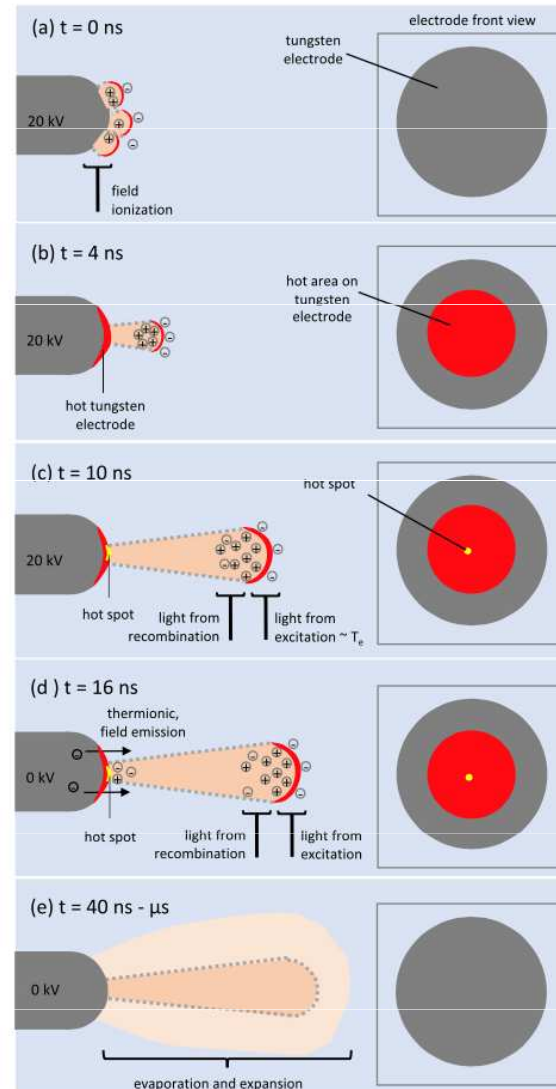 (a) t = 0 ns
electrode front view
tungsten
electrode
20 kV
field
ionization
(b) t = 4 ns
hot area on
tungsten
electrode
20 kV
hot tungsten
electrode
(c) t = 10 ns
hot spot
20 kV
hot spot
light from
recombination
light from
excitation ~ Te
(d ) t = 16 ns
thermionic,
field emission
0 kV
hot spot
light from
recombination
light from
excitation
(e) t = 40 ns - μs
0 kV
evaporation and expansion